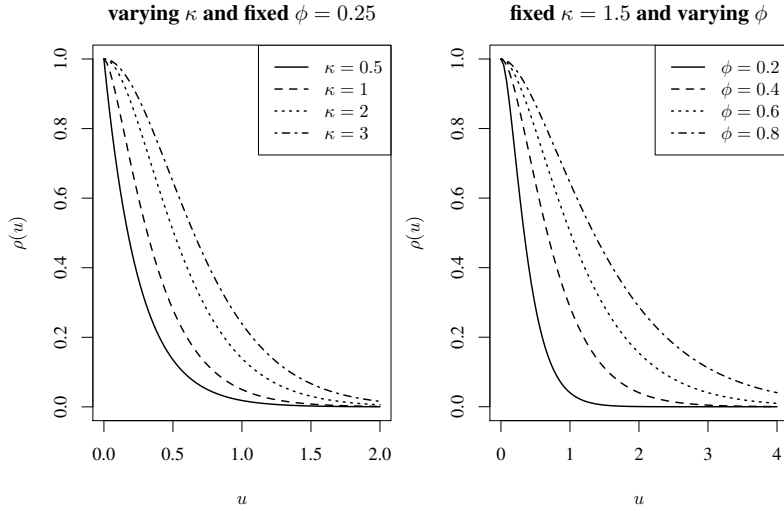 varying κ and fixed ϕ = 0.25
κ = 0.5
κ = 1
κ = 2
κ = 3
ρ(u)
1.0
0.8
0.6
0.4
0.2
0.0
0.0 0.5 1.0 1.5 2.0
u
fixed κ = 1.5 and varying ϕ
ϕ = 0.2
ϕ = 0.4
ϕ = 0.6
ϕ = 0.8
ρ(u)
1.0
0.8
0.6
0.4
0.2
0.0
0 1 2 3 4
u